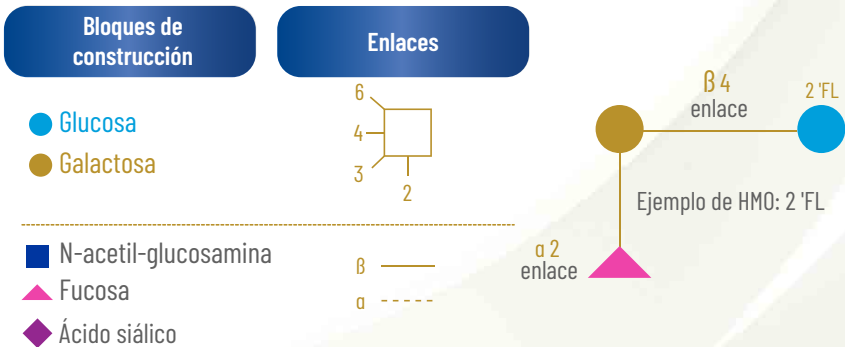 Bloques de
construcción
Enlaces
Glucosa
Galactosa
6
4
3
2
N-acetil-glucosamina
Fucosa
Ácido siálico
ß
α
ß 4
enlace
2 'FL
Ejemplo de HMO: 2 'FL
α 2
enlace